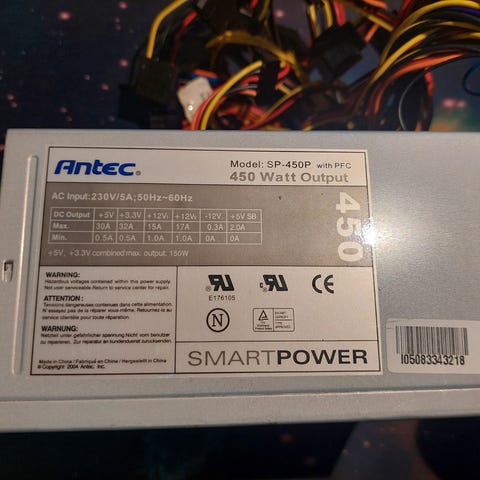 Antec®
Model: SP-450P with PFC
450 Watt Output
AC Input:230V/5A;50Hz~60Hz
DC Output +5V +3.3V +12V₁ +12V₂ -12V +5V SB
Max. 30A 32A 15A 17A 0.3A 2.0A
Min. 0.5A 0.5A 1.0A 1.0A 0A 0A
+5V, +3.3V combined max. output: 150W
450
WARNING:
Hazardous voltages contained within this power supply.
Not user serviceable.Return to service center for repair.
ATTENTION :
Tensions dangereuses contenues dans cette alimentation.
N'essayez pas de la réparer vous-même. Retournez la au
service clientèle pour toute réparation.
WARNUNG:
Netzteil unter gefährlicher spannung.Nicht vom benutzer
zu reparieren. Zur reparatur an kundendienst zurucksenden.
Made in China / Fabriqué en China / Hergestellt in China
© Copyright 2004 Antec, Inc.
E176105
c
US
CE
N
SMARTPOWER
I05083343218